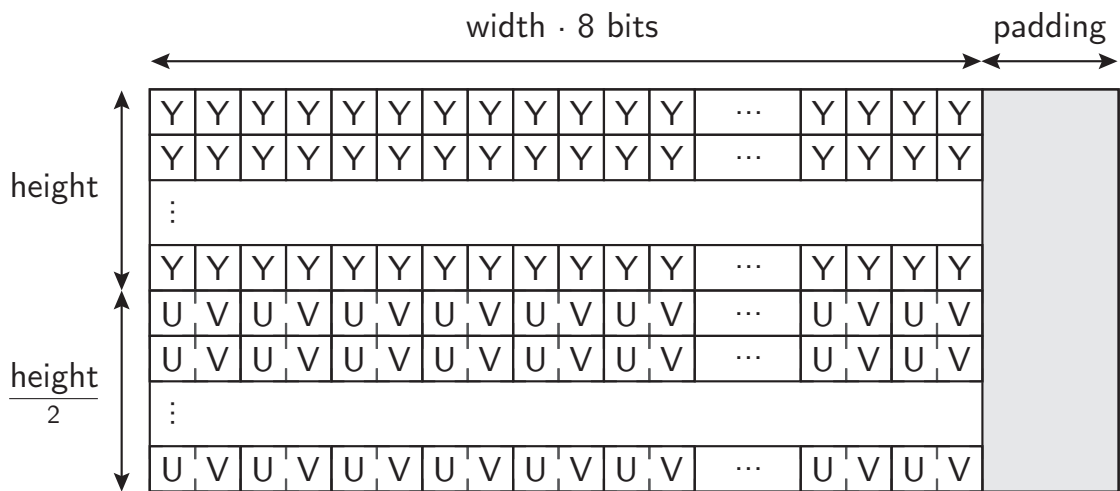 width · 8 bits padding
Y Y Y Y Y Y Y Y Y Y Y Y ... Y Y Y Y
Y Y Y Y Y Y Y Y Y Y Y Y ... Y Y Y Y
height
⋮
Y Y Y Y Y Y Y Y Y Y Y Y ... Y Y Y Y
U V U V U V U V U V U V ... U V U V
U V U V U V U V U V U V ... U V U V
height
2
⋮
U V U V U V U V U V U V ... U V U V